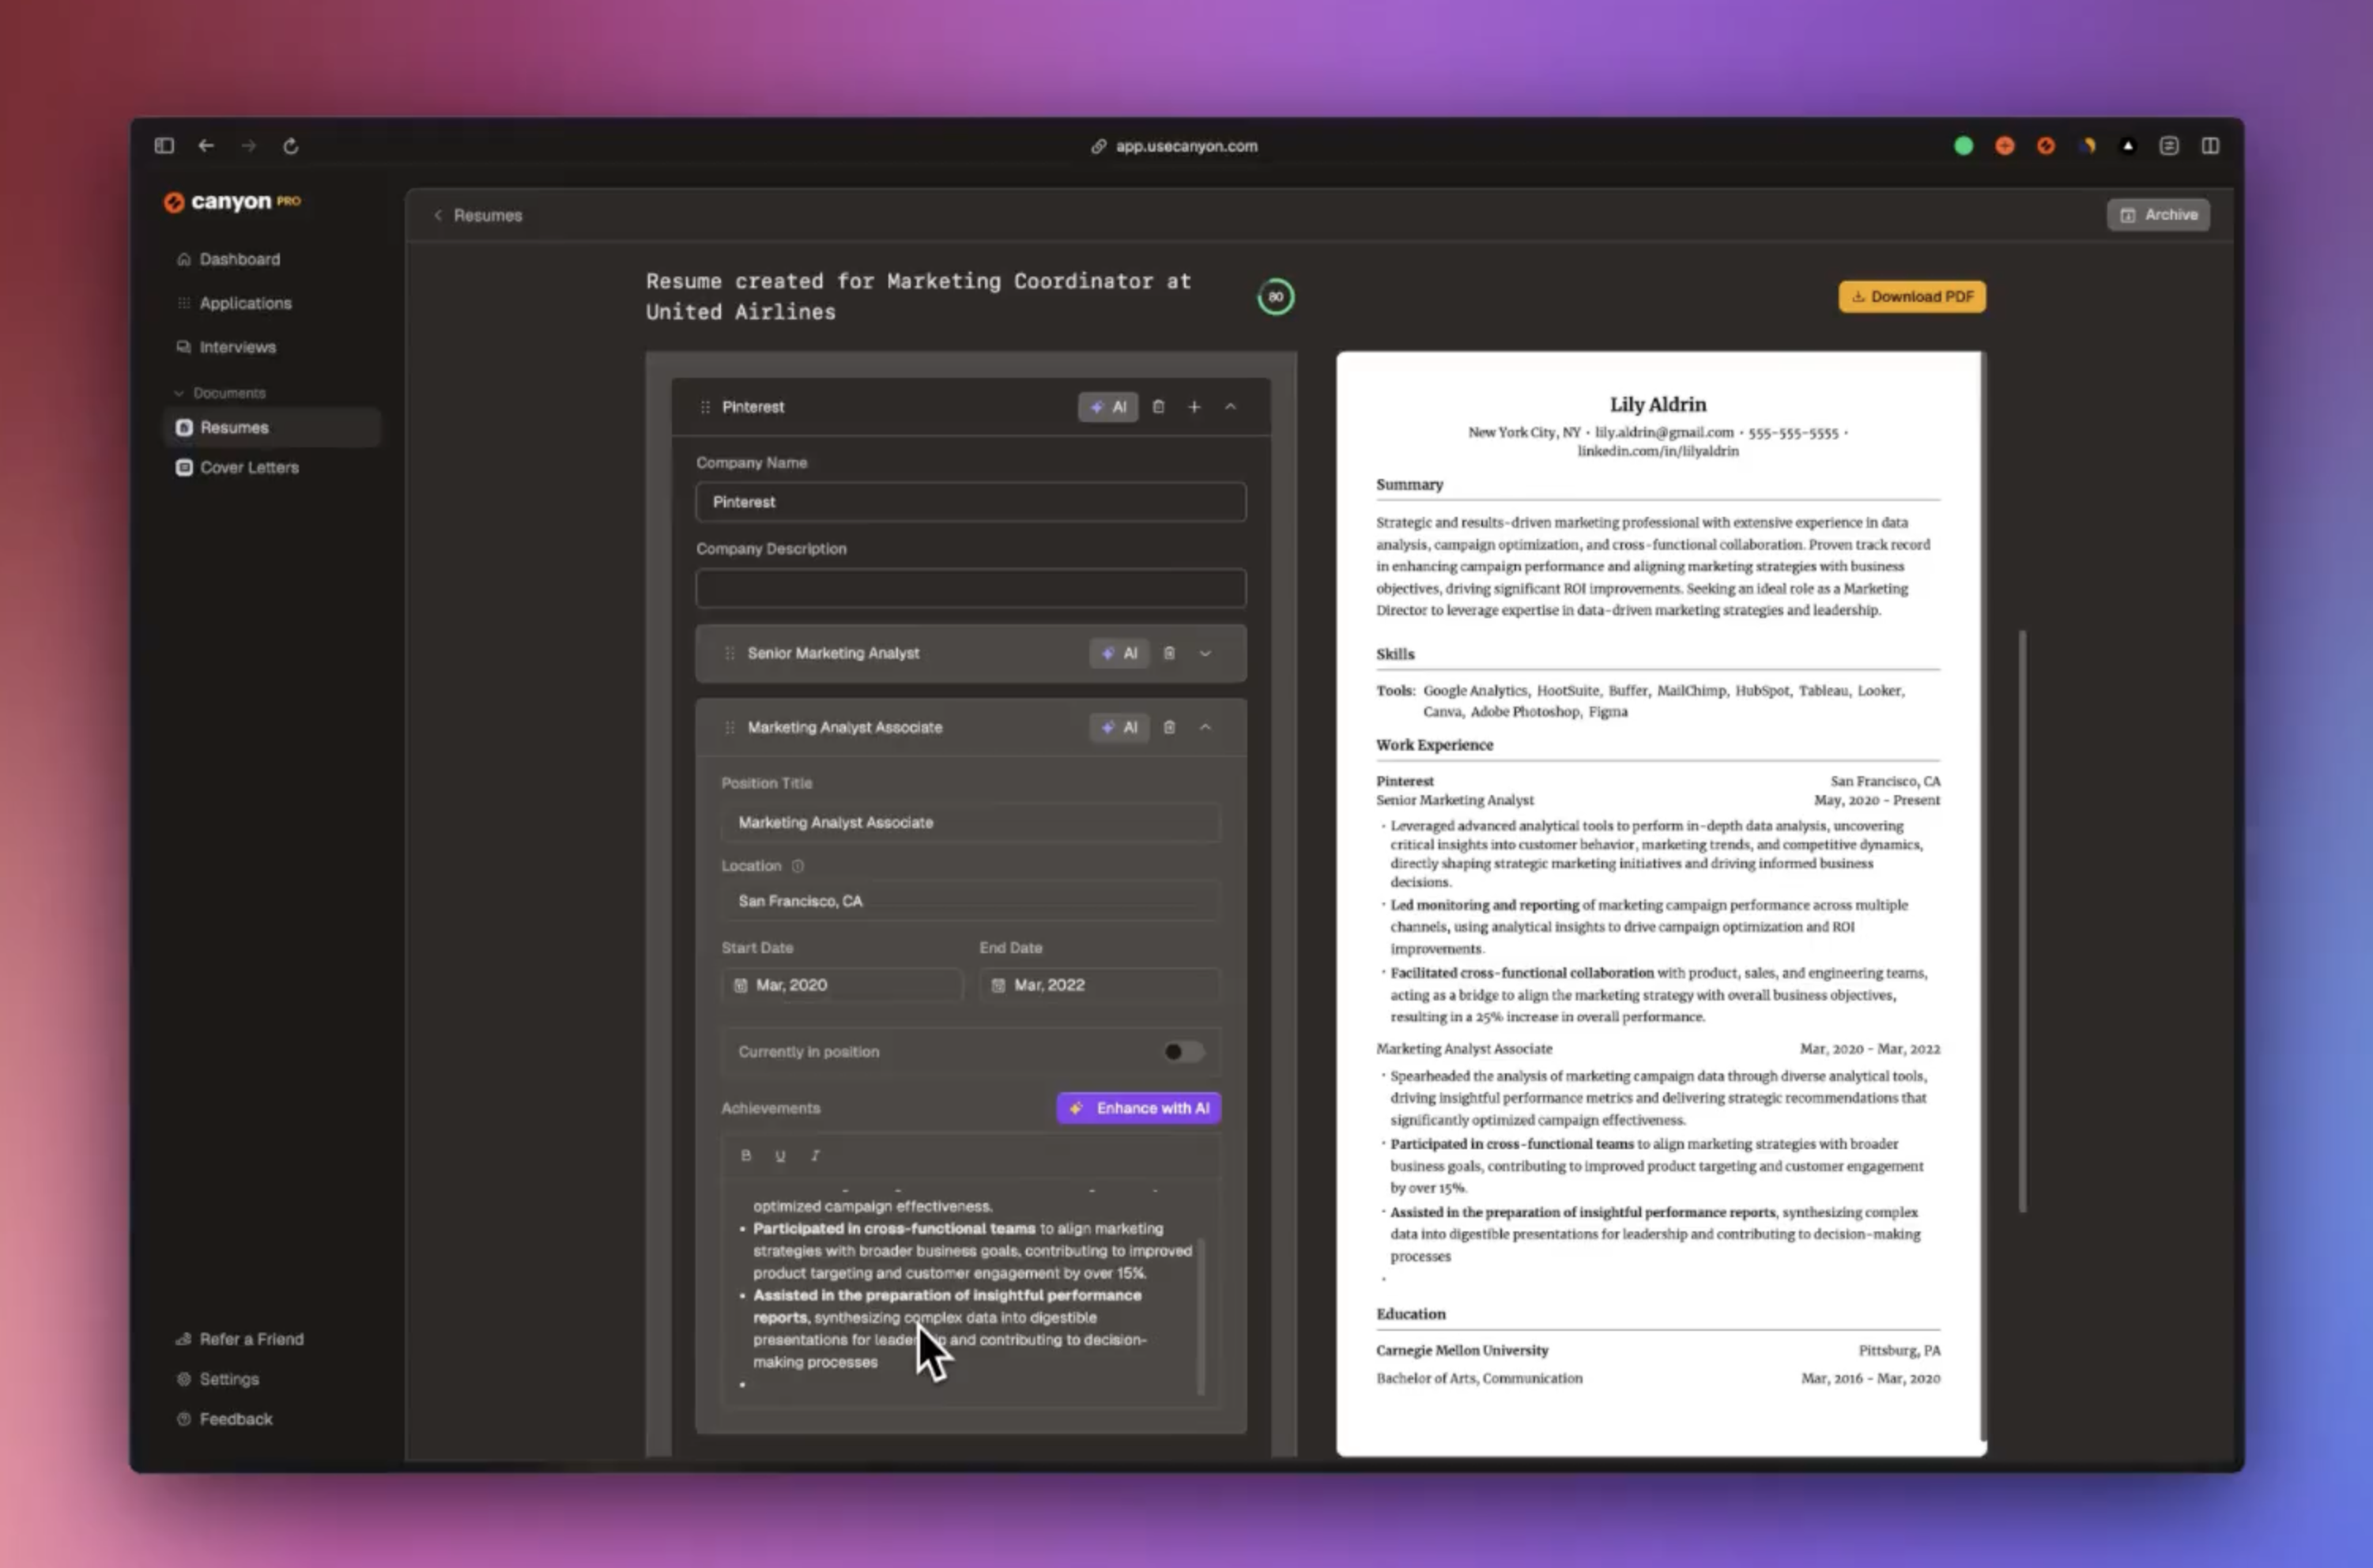 app.usecanyon.com
canyon PRO
Dashboard
Applications
Interviews
Documents
Resumes
Cover Letters
Refer a Friend
Settings
Feedback
Resumes
Archive
Resume created for Marketing Coordinator at
United Airlines
80
Download PDF
Pinterest
AI
Company Name
Pinterest
Company Description
Senior Marketing Analyst
AI
Marketing Analyst Associate
AI
Position Title
Marketing Analyst Associate
Location
San Francisco, CA
Start Date
End Date
Mar, 2020
Mar, 2022
Currently in position
Achievements
Enhance with AI
B U I
optimized campaign effectiveness.
• Participated in cross-functional teams to align marketing
strategies with broader business goals, contributing to improved
product targeting and customer engagement by over 15%.
• Assisted in the preparation of insightful performance
reports, synthesizing complex data into digestible
presentations for leadership and contributing to decision-
making processes
•
Lily Aldrin
New York City, NY · lily.aldrin@gmail.com · 555-555-5555 ·
linkedin.com/in/lilyaldrin
Summary
Strategic and results-driven marketing professional with extensive experience in data
analysis, campaign optimization, and cross-functional collaboration. Proven track record
in enhancing campaign performance and aligning marketing strategies with business
objectives, driving significant ROI improvements. Seeking an ideal role as a Marketing
Director to leverage expertise in data-driven marketing strategies and leadership.
Skills
Tools: Google Analytics, HootSuite, Buffer, MailChimp, HubSpot, Tableau, Looker,
Canva, Adobe Photoshop, Figma
Work Experience
Pinterest San Francisco, CA
Senior Marketing Analyst May, 2020 - Present
· Leveraged advanced analytical tools to perform in-depth data analysis, uncovering
critical insights into customer behavior, marketing trends, and competitive dynamics,
directly shaping strategic marketing initiatives and driving informed business
decisions.
· Led monitoring and reporting of marketing campaign performance across multiple
channels, using analytical insights to drive campaign optimization and ROI
improvements.
· Facilitated cross-functional collaboration with product, sales, and engineering teams,
acting as a bridge to align the marketing strategy with overall business objectives,
resulting in a 25% increase in overall performance.
Marketing Analyst Associate Mar, 2020 - Mar, 2022
· Spearheaded the analysis of marketing campaign data through diverse analytical tools,
driving insightful performance metrics and delivering strategic recommendations that
significantly optimized campaign effectiveness.
· Participated in cross-functional teams to align marketing strategies with broader
business goals, contributing to improved product targeting and customer engagement
by over 15%.
· Assisted in the preparation of insightful performance reports, synthesizing complex
data into digestible presentations for leadership and contributing to decision-making
processes
·
Education
Carnegie Mellon University Pittsburg, PA
Bachelor of Arts, Communication Mar, 2016 - Mar, 2020